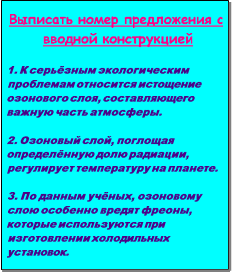 Выписать номер предложения с
вводной конструкцией
1. К серьёзным экологическим
проблемам относится истощение
озонового слоя, составляющего
важную часть атмосферы.
2. Озоновый слой, поглощая
определённую долю радиации,
регулирует температуру на планете.
3. По данным учёных, озоновому
слою особенно вредят фреоны,
которые используются при
изготовлении холодильных
установок.